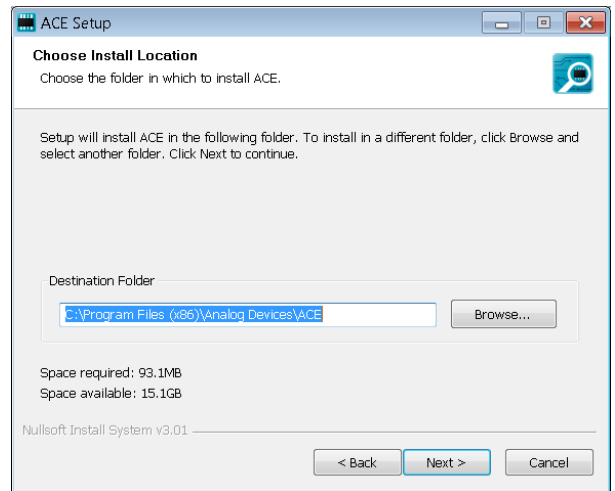 ACE Setup
Choose Install Location
Choose the folder in which to install ACE.
Setup will install ACE in the following folder. To install in a different folder, click Browse and
select another folder. Click Next to continue.
Destination Folder
C:\Program Files (x86)\Analog Devices\ACE
Browse...
Space required: 93.1MB
Space available: 15.1GB
Nullsoft Install System v3.01
< Back
Next >
Cancel